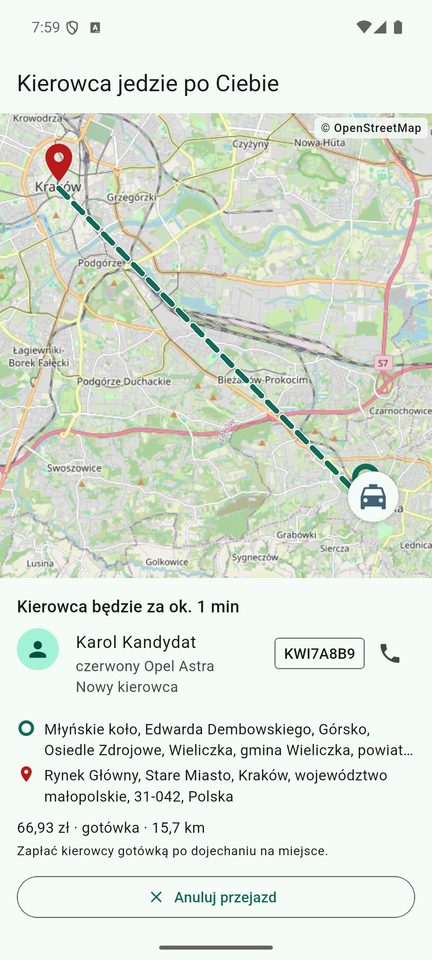 7:59
A
Kierowca jedzie po Ciebie
© OpenStreetMap
Krowodrza
Czyżyny
Nowa Huta
Kraków
Grzegórzki
Podgórze
S7
Łagiewniki-
Borek Fałęcki
Podgórze Duchackie
Bieżanów-Prokocim
Czarnochowice
Kraków
Swoszowice
Grabówki
Siercza
Lednica
Lusina
Golkowice
Sygneczów
Kierowca będzie za ok. 1 min
Karol Kandydat
czerwony Opel Astra
Nowy kierowca
KWI7A8B9
Młyńskie koło, Edwarda Dembowskiego, Górsko,
Osiedle Zdrojowe, Wieliczka, gmina Wieliczka, powiat…
Rynek Główny, Stare Miasto, Kraków, województwo
małopolskie, 31-042, Polska
66,93 zł · gotówka · 15,7 km
Zapłać kierowcy gotówką po dojechaniu na miejsce.
Anuluj przejazd